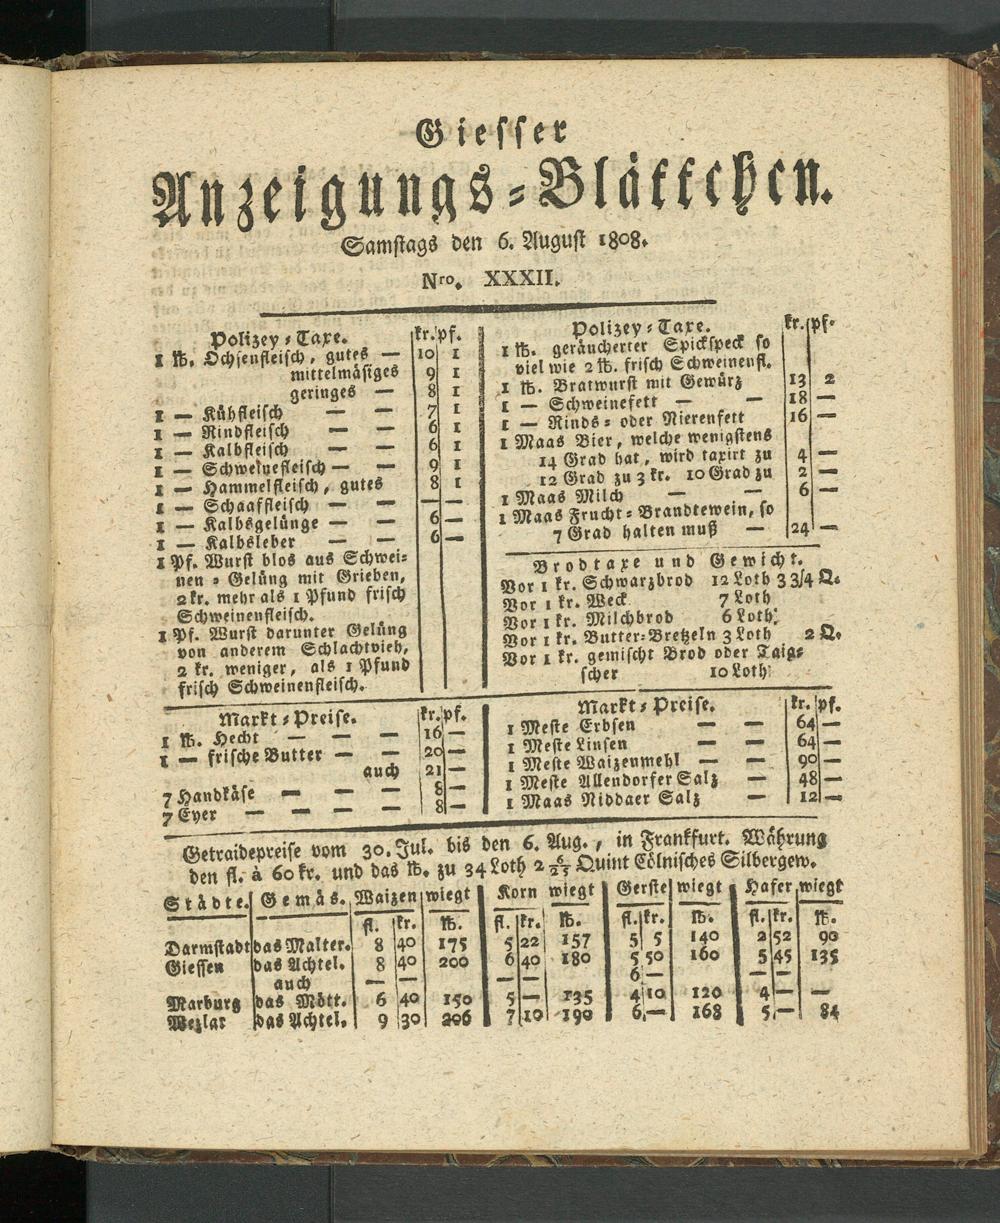 Giesser
Anzeigungs-Blättchen.
Samstags den 6. August 1808.
Nro. XXXII.
Polizey-Taxe. kr. pf.
1 ℔. Ochsenfleisch, gutes — 10 1
mittelmäsiges 9 1
geringes — 8 1
1 — Kühfleisch — — 7 1
1 — Rindfleisch — — 6 1
1 — Kalbfleisch — — 6 1
1 — Schweinefleisch — — 9 1
1 — Hammelfleisch, gutes 8 1
1 — Schaaffleisch — — — —
1 — Kalbsgelünge — — 6 —
1 — Kalbsleber — — 6 —
1 Pf. Wurst blos aus Schwei-
nen-Gelüng mit Grieben,
2 kr. mehr als 1 Pfund frisch
Schweinenfleisch.
1 Pf. Wurst darunter Gelüng
von anderem Schlachtvieh,
2 kr. weniger, als 1 Pfund
frisch Schweinenfleisch.
Polizey-Taxe. kr. pf.
1 ℔. geräucherter Spickspeck so
viel wie 2 ℔. frisch Schweinenfl.
1 ℔. Bratwurst mit Gewürz 13 2
1 — Schweinefett — — 18 —
1 — Rinds- oder Nierenfett 16 —
1 Maas Bier, welche wenigstens
14 Grad hat, wird taxirt zu 4 —
12 Grad zu 3 kr. 10 Grad zu 2 —
1 Maas Milch — — 6 —
1 Maas Frucht-Brandtewein, so
7 Grad halten muß — 24 —
Brodtaxe und Gewicht.
Vor 1 kr. Schwarzbrod 12 Loth 3 3/4 Q.
Vor 1 kr. Weck 7 Loth
Vor 1 kr. Milchbrod 6 Loth.
Vor 1 kr. Butter-Bretzeln 3 Loth 2 Q.
Vor 1 kr. gemischt Brod oder Taig-
scher 10 Loth
Markt-Preise. kr. pf.
1 ℔. Hecht — — — 16 —
1 — frische Butter — — 20 —
auch 21 —
7 Handkäse — — — 8 —
7 Eyer — — — — 8 —
Markt-Preise. kr. pf.
1 Meste Erbsen — — 64 —
1 Meste Linsen — — 64 —
1 Meste Waizenmehl — — 90 —
1 Meste Allendorfer Salz — 48 —
1 Maas Niddaer Salz — 12 —
Getraidepreise vom 30. Jul. bis den 6. Aug., in Frankfurt. Währung
den fl. à 60 kr. und das ℔. zu 34 Loth 2 6/25 Quint Cölnisches Silbergew.
Städte. Gemäs. Waizen wiegt Korn wiegt Gerste wiegt Hafer wiegt
fl. kr. ℔. fl. kr. ℔. fl. kr. ℔. fl. kr. ℔.
Darmstadt das Malter. 8 40 175 5 22 157 5 5 140 2 52 90
Giessen das Achtel. 8 40 200 6 40 180 5 50 160 5 45 135
auch — — — — 6 — — —
Marburg das Mött. 6 40 150 5 — 135 4 10 120 4 — —
Wezlar das Achtel. 9 30 206 7 10 190 6 — 168 5 — 84